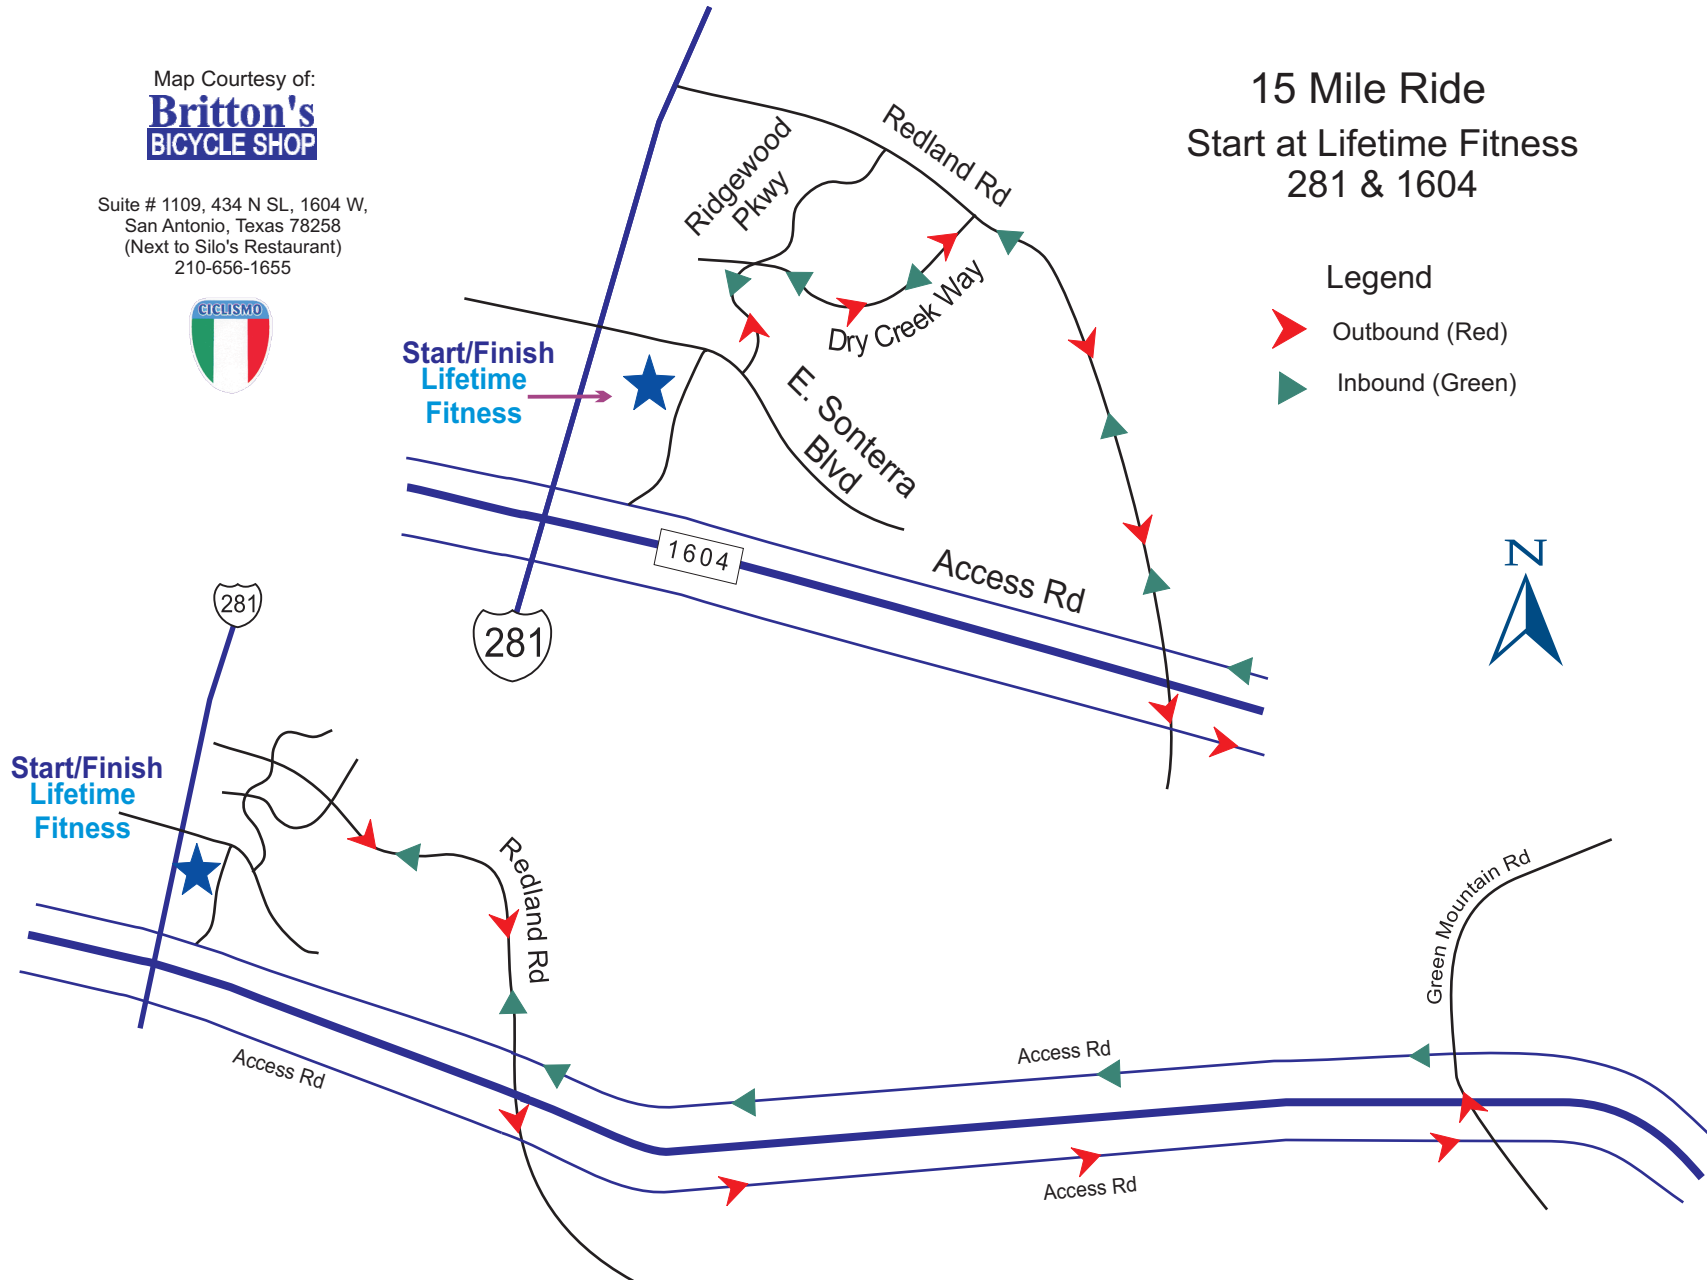 Map Courtesy of:
Britton's
BICYCLE SHOP
Suite # 1109, 434 N SL, 1604 W,
San Antonio, Texas 78258
(Next to Silo's Restaurant)
210-656-1655
CICLISMO
15 Mile Ride
Start at Lifetime Fitness
281 & 1604
Legend
Outbound (Red)
Inbound (Green)
Ridgewood
Pkwy
Redland Rd
Dry Creek Way
Start/Finish
Lifetime
Fitness
E. Sonterra
Blvd
1604
Access Rd
281
N
281
Start/Finish
Lifetime
Fitness
Redland Rd
Green Mountain Rd
Access Rd
Access Rd
Access Rd